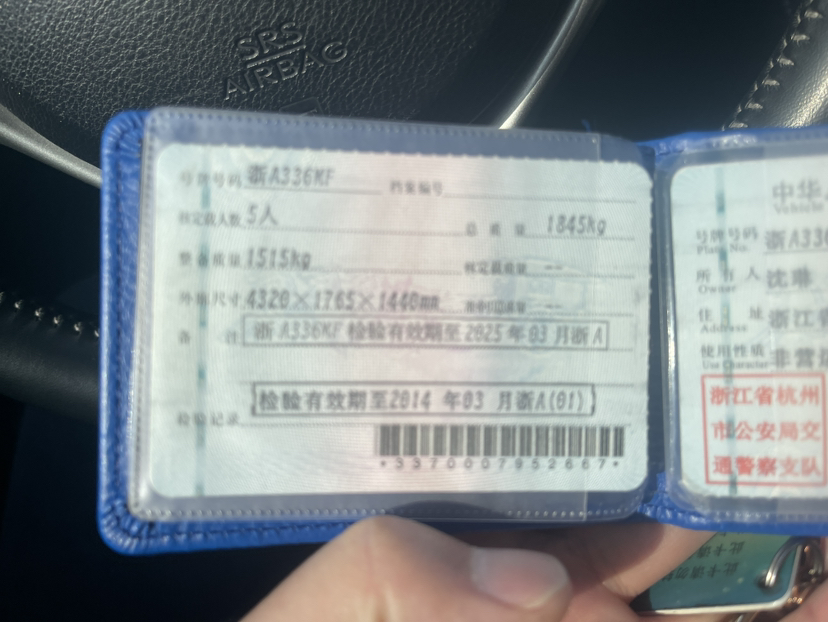 SRS
AIRBAG
号牌号码 浙A336KF 档案编号
核定载人数 5人 总质量 1845kg
整备质量 1515kg 核定载质量 --
外廓尺寸 4320×1765×1440mm 准牵引总质量 --
备注 浙A336KF 检验有效期至2025年03月浙A
检验有效期至2014 年03 月浙A(01)
检验记录
*3370007952667*
中华
Vehicle
号牌号码 浙A336
Plate No.
所有人 沈琳
Owner
住址 浙江省
Address
使用性质 非营运
Use Character
浙江省杭州
市公安局交
通警察支队